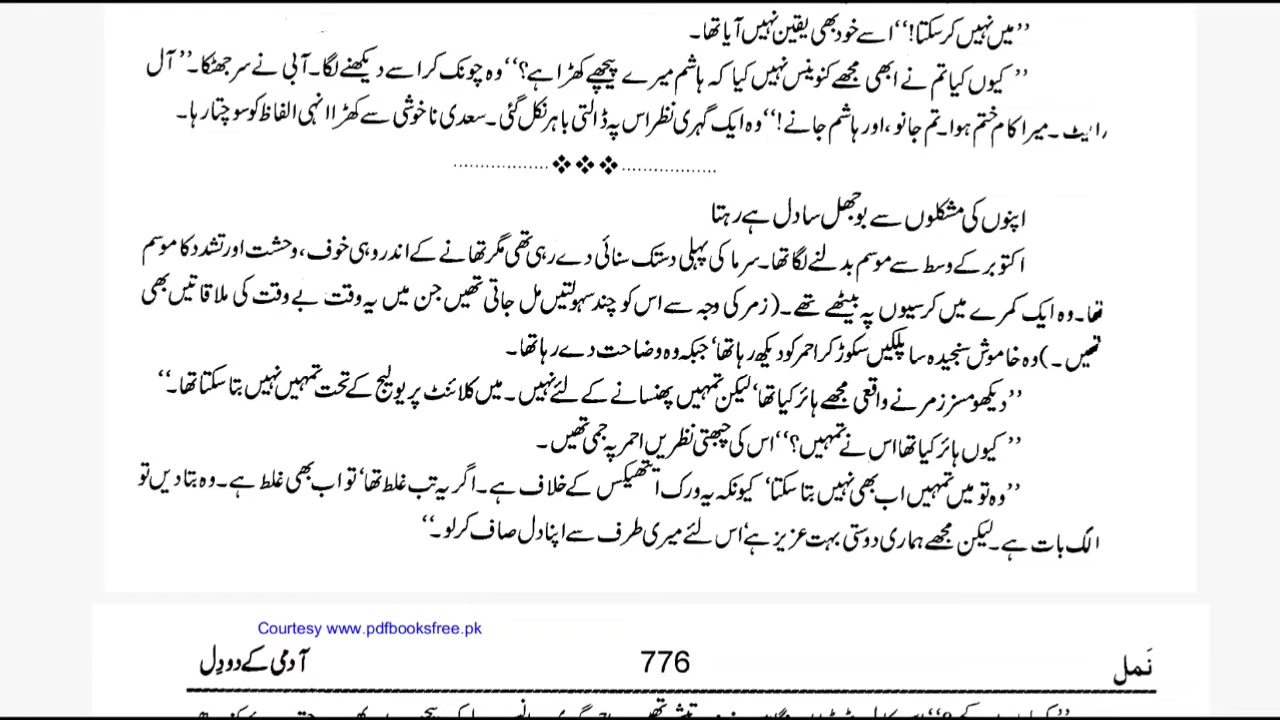 ’’میں نہیں کر سکتا!‘‘ اسے خود بھی یقین نہیں آیا تھا۔
’’کیوں کیا تم نے ابھی مجھے کنوینس نہیں کیا کہ ہاشم میرے پیچھے کھڑا ہے؟‘‘ وہ چونک کر اسے دیکھنے لگا۔ آبی نے سر جھٹکا۔ ’’آل
رایٹ۔ میرا کام ختم ہوا۔ تم جانو، اور ہاشم جانے!‘‘ وہ ایک گہری نظر اس پہ ڈالتی باہر نکل گئی۔ سعدی ناخوشی سے کھڑا انہی الفاظ کو سوچتا رہا۔
.................❖❖❖.................
اپنوں کی مشکلوں سے بوجھل سا دل ہے رہتا
اکتوبر کے وسط سے موسم بدلنے لگا تھا۔ سرما کی پہلی دستک سنائی دے رہی تھی مگر تھانے کے اندر وہی خوف، وحشت اور تشدد کا موسم
تھا۔ وہ ایک کمرے میں کرسیوں پہ بیٹھے تھے۔ (زمر کی وجہ سے اس کو چند سہولتیں مل جاتی تھیں جن میں یہ وقت بے وقت کی ملاقاتیں بھی
تھیں۔) وہ خاموش سنجیدہ سا پلکیں سکوڑ کر احمر کو دیکھ رہا تھا‘ جبکہ وہ وضاحت دے رہا تھا۔
’’دیکھو مسز زمر نے واقعی مجھے ہائر کیا تھا‘ لیکن تمہیں پھنسانے کے لئے نہیں۔ میں کلائنٹ پریولیج کے تحت تمہیں نہیں بتا سکتا تھا۔‘‘
’’کیوں ہائر کیا تھا اس نے تمہیں؟‘‘ اس کی چبھتی نظریں احمر پہ جمی تھیں۔
’’وہ تو میں تمہیں اب بھی نہیں بتا سکتا‘ کیونکہ یہ ورک ایتھیکس کے خلاف ہے۔ اگر یہ تب غلط تھا‘ تو اب بھی غلط ہے۔ وہ بتا دیں تو
الگ بات ہے۔ لیکن مجھے ہماری دوستی بہت عزیز ہے‘ اس لئے میری طرف سے اپنا دل صاف کر لو۔‘‘
Courtesy www.pdfbooksfree.pk
نَمل 776 آدمی کے دو دِل